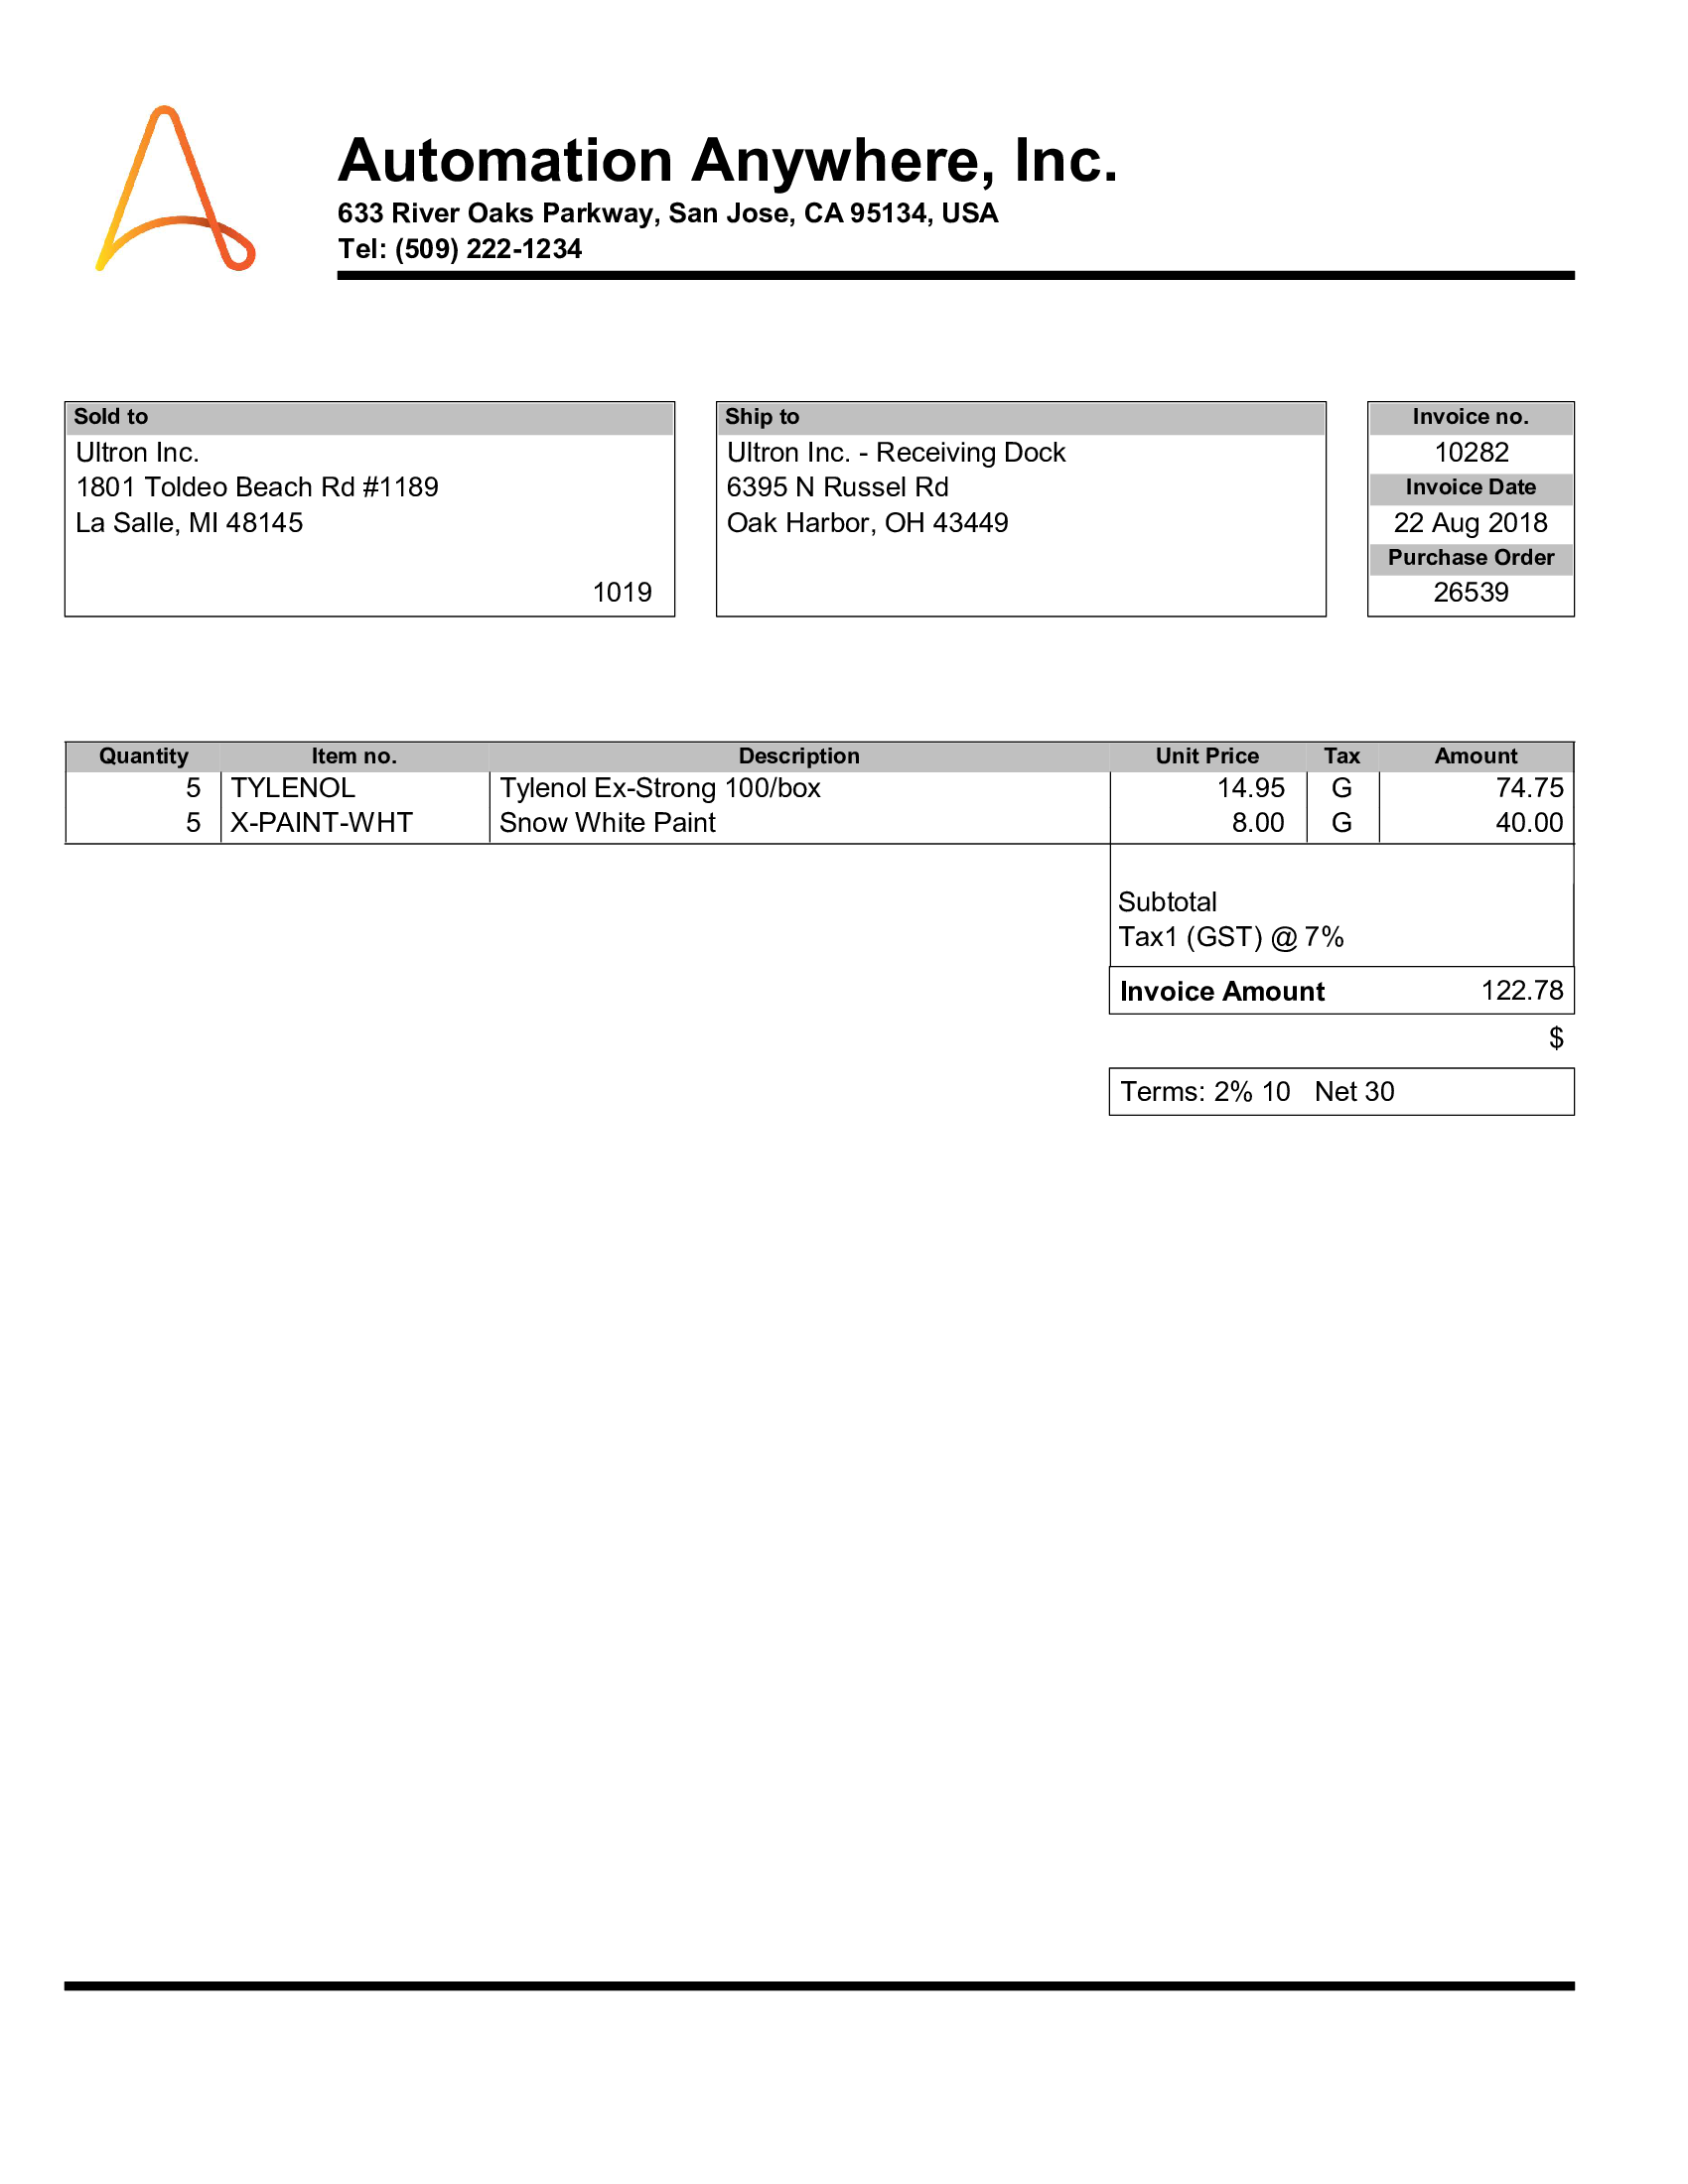 Automation Anywhere, Inc.
633 River Oaks Parkway, San Jose, CA 95134, USA
Tel: (509) 222-1234
Sold to
Ultron Inc.
1801 Toldeo Beach Rd #1189
La Salle, MI 48145
1019
Ship to
Ultron Inc. - Receiving Dock
6395 N Russel Rd
Oak Harbor, OH 43449
Invoice no.
10282
Invoice Date
22 Aug 2018
Purchase Order
26539
Quantity Item no. Description Unit Price Tax Amount
5 TYLENOL Tylenol Ex-Strong 100/box 14.95 G 74.75
5 X-PAINT-WHT Snow White Paint 8.00 G 40.00
Subtotal
Tax1 (GST) @ 7%
Invoice Amount 122.78
$
Terms: 2% 10 Net 30